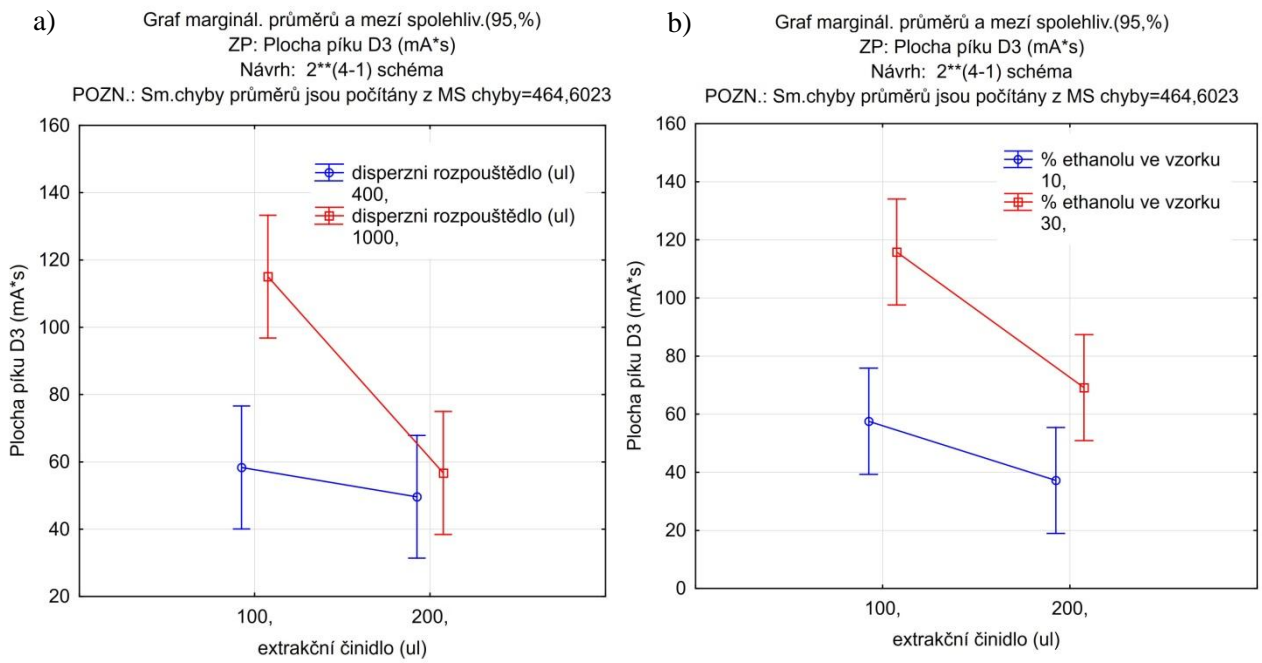 a)
Graf marginál. průměrů a mezí spolehliv.(95,%)
ZP: Plocha píku D3 (mA*s)
Návrh:  2**(4-1) schéma
POZN.: Sm.chyby průměrů jsou počítány z MS chyby=464,6023
160
140
120
100
80
60
40
20
Plocha píku D3 (mA*s)
disperzni rozpouštědlo (ul)
400,
disperzni rozpouštědlo (ul)
1000,
100,
200,
extrakční činidlo (ul)
b)
Graf marginál. průměrů a mezí spolehliv.(95,%)
ZP: Plocha píku D3 (mA*s)
Návrh:  2**(4-1) schéma
POZN.: Sm.chyby průměrů jsou počítány z MS chyby=464,6023
160
140
120
100
80
60
40
20
0
Plocha píku D3 (mA*s)
% ethanolu ve vzorku
10,
% ethanolu ve vzorku
30,
100,
200,
extrakční činidlo (ul)